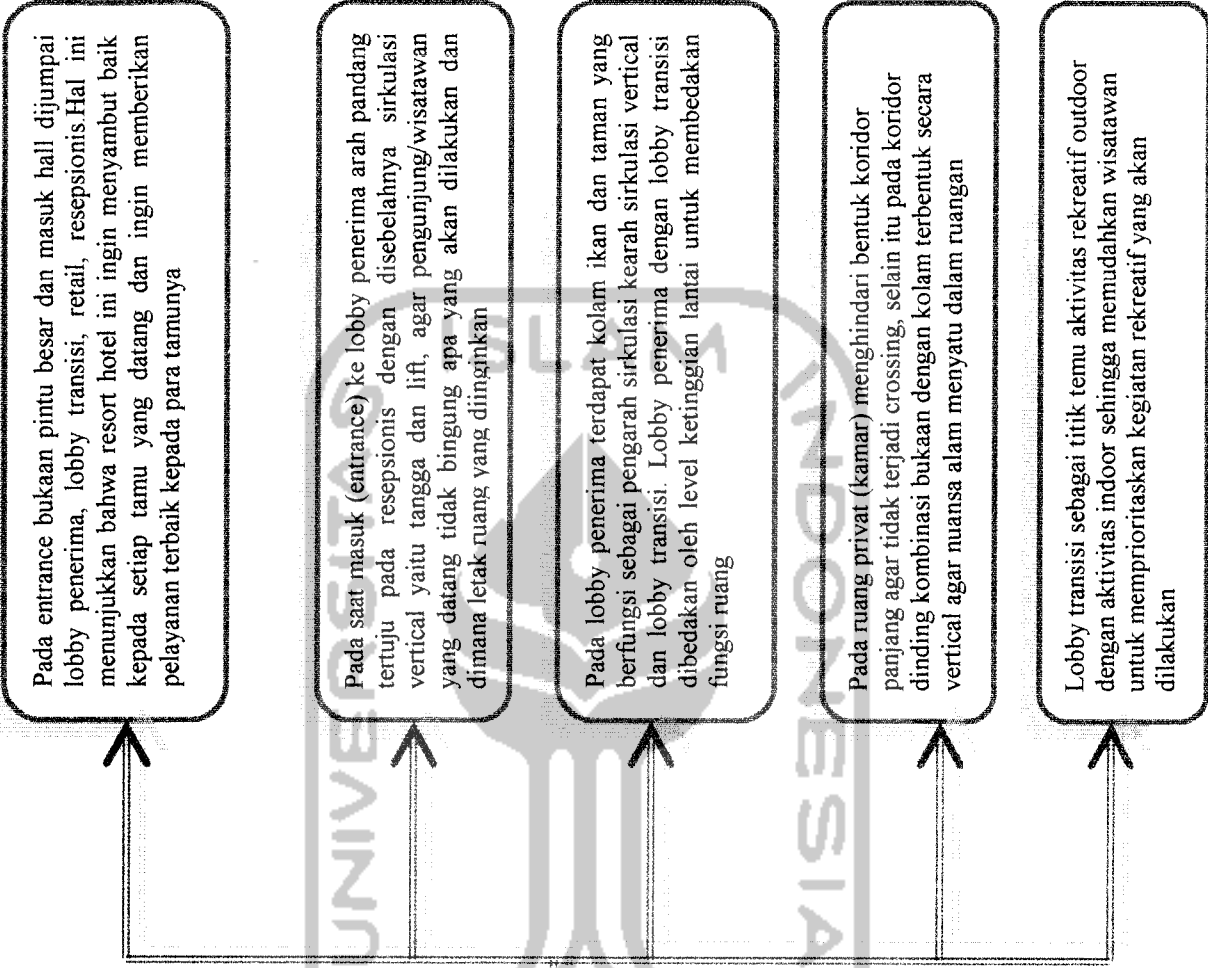 Pada entrance bukaan pintu besar dan masuk hall dijumpai
lobby penerima, lobby transisi, retail, resepsionis.Hal ini
menunjukkan bahwa resort hotel ini ingin menyambut baik
kepada setiap tamu yang datang dan ingin memberikan
pelayanan terbaik kepada para tamunya
Pada saat masuk (entrance) ke lobby penerima arah pandang
tertuju pada resepsionis dengan disebelahnya sirkulasi
vertical yaitu tangga dan lift, agar pengunjung/wisatawan
yang datang tidak bingung apa yang akan dilakukan dan
dimana letak ruang yang diinginkan
Pada lobby penerima terdapat kolam ikan dan taman yang
berfungsi sebagai pengarah sirkulasi kearah sirkulasi vertical
dan lobby transisi. Lobby penerima dengan lobby transisi
dibedakan oleh level ketinggian lantai untuk membedakan
fungsi ruang
Pada ruang privat (kamar) menghindari bentuk koridor
panjang agar tidak terjadi crossing, selain itu pada koridor
dinding kombinasi bukaan dengan kolam terbentuk secara
vertical agar nuansa alam menyatu dalam ruangan
Lobby transisi sebagai titik temu aktivitas rekreatif outdoor
dengan aktivitas indoor sehingga memudahkan wisatawan
untuk memprioritaskan kegiatan rekreatif yang akan
dilakukan
UNIVERSITAS
ISLAM
INDONESIA